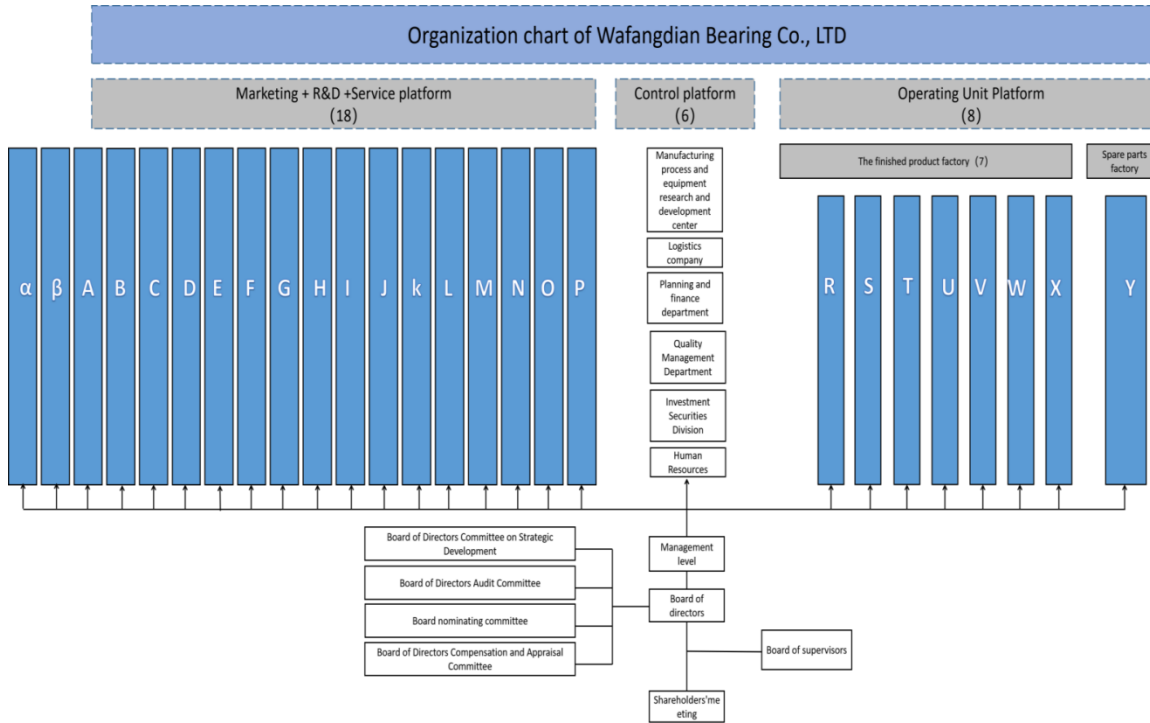 Organization chart of Wafangdian Bearing Co., LTD
Marketing + R&D +Service platform
(18)
Control platform
(6)
Operating Unit Platform
(8)
The finished product factory (7)
Spare parts
factory
α
β
A
B
C
D
E
F
G
H
I
J
k
L
M
N
O
P
Manufacturing
process and
equipment
research and
development
center
Logistics
company
Planning and
finance
department
Quality
Management
Department
Investment
Securities
Division
Human
Resources
R
S
T
U
V
W
X
Y
Board of Directors Committee on Strategic
Development
Board of Directors Audit Committee
Board nominating committee
Board of Directors Compensation and Appraisal
Committee
Management
level
Board of
directors
Board of supervisors
Shareholders'me
eting